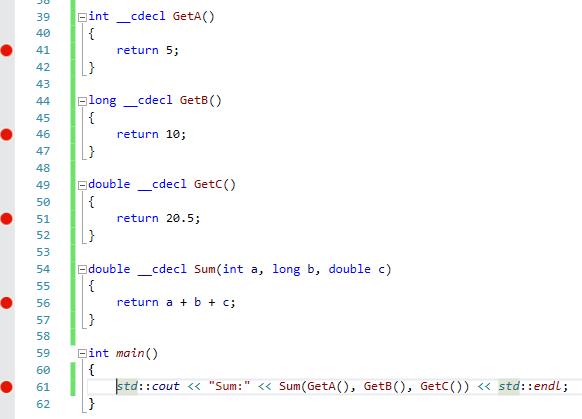 38
39 int __cdecl GetA()
40 {
41 return 5;
42 }
43
44 long __cdecl GetB()
45 {
46 return 10;
47 }
48
49 double __cdecl GetC()
50 {
51 return 20.5;
52 }
53
54 double __cdecl Sum(int a, long b, double c)
55 {
56 return a + b + c;
57 }
58
59 int main()
60 {
61 std::cout << "Sum:" << Sum(GetA(), GetB(), GetC()) << std::endl;
62 }